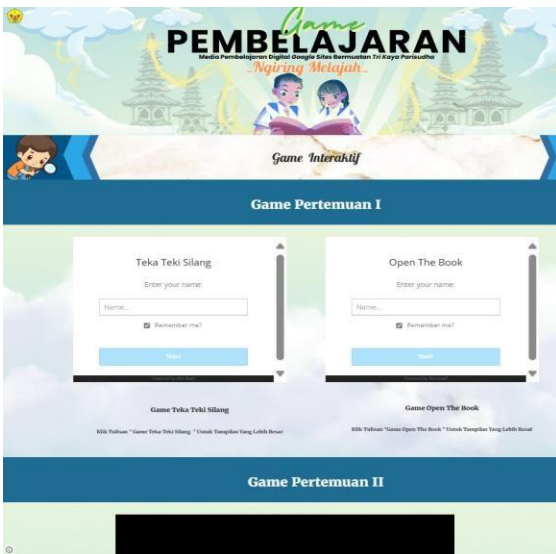 Game
PEMBELAJARAN
Media Pembelajaran Digital Google Sites Bermuatan Tri Kaya Parisudha
Ngiring Melajah
Game Interaktif
Game Pertemuan I
Teka Teki Silang
Enter your name:
Name...
Remember me?
Start
Game Teka Teki Silang
Klik Tulisan " Game Teka Teki Silang " Untuk Tampilan Yang Lebih Besar
Open The Book
Enter your name:
Name...
Remember me?
Start
Game Open The Book
Klik Tulisan "Game Open The Book " Untuk Tampilan Yang Lebih Besar
Game Pertemuan II